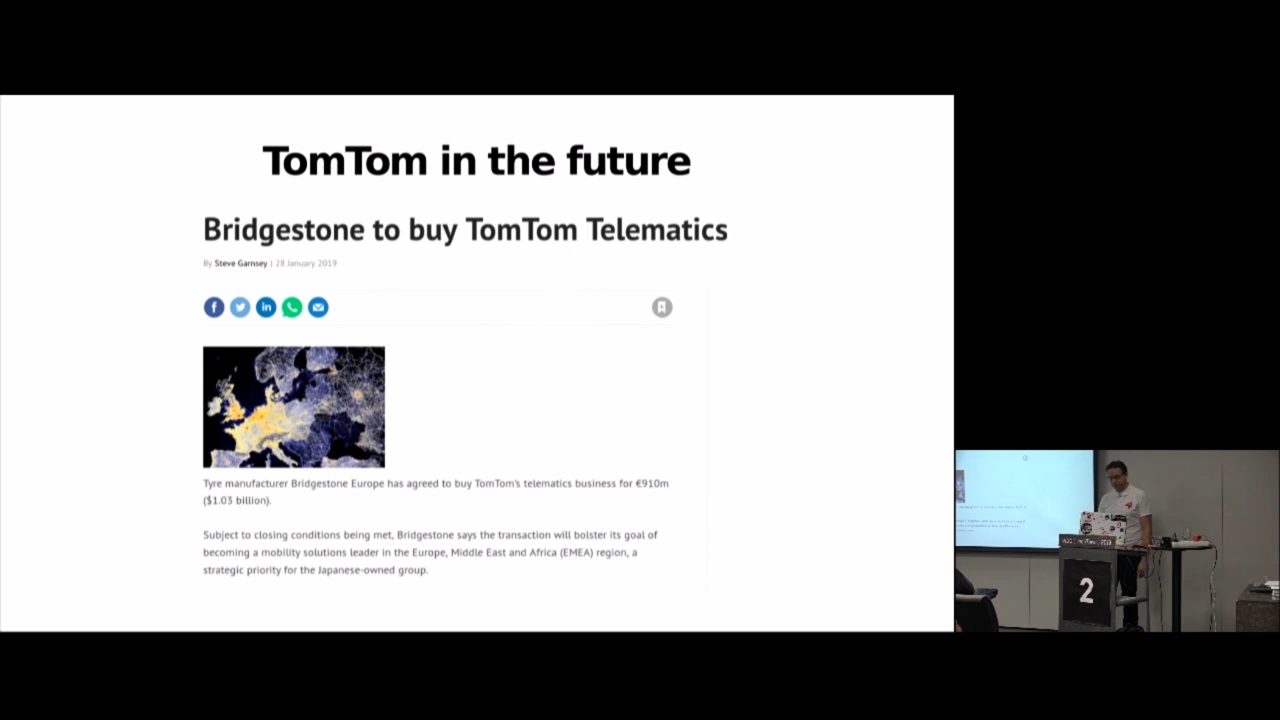 TomTom in the future
Bridgestone to buy TomTom Telematics
By Steve Garnsey | 28 January 2019
Tyre manufacturer Bridgestone Europe has agreed to buy TomTom's telematics business for €910m
($1.03 billion).
Subject to closing conditions being met, Bridgestone says the transaction will bolster its goal of
becoming a mobility solutions leader in the Europe, Middle East and Africa (EMEA) region, a
strategic priority for the Japanese-owned group.
2